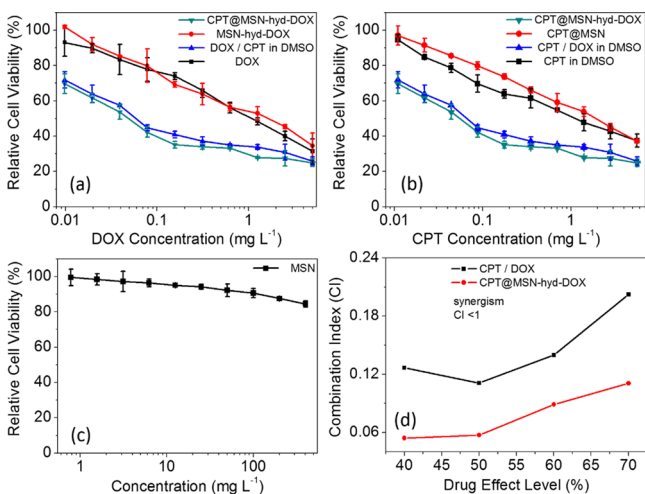 CPT@MSN-hyd-DOX
MSN-hyd-DOX
DOX / CPT in DMSO
DOX
Relative Cell Viability (%)
100
80
60
40
20
0
(a)
0.01
0.1
1
DOX Concentration (mg L-1)
CPT@MSN-hyd-DOX
CPT@MSN
CPT / DOX in DMSO
CPT in DMSO
Relative Cell Viability (%)
100
80
60
40
20
0
(b)
0.01
0.1
1
CPT Concentration (mg L-1)
MSN
Relative Cell Viability (%)
100
80
60
40
20
0
(c)
1
10
100
Concentration (mg L-1)
CPT / DOX
CPT@MSN-hyd-DOX
synergism
CI <1
Combination Index (CI)
0.24
0.18
0.12
0.06
(d)
40
45
50
55
60
65
70
Drug Effect Level (%)